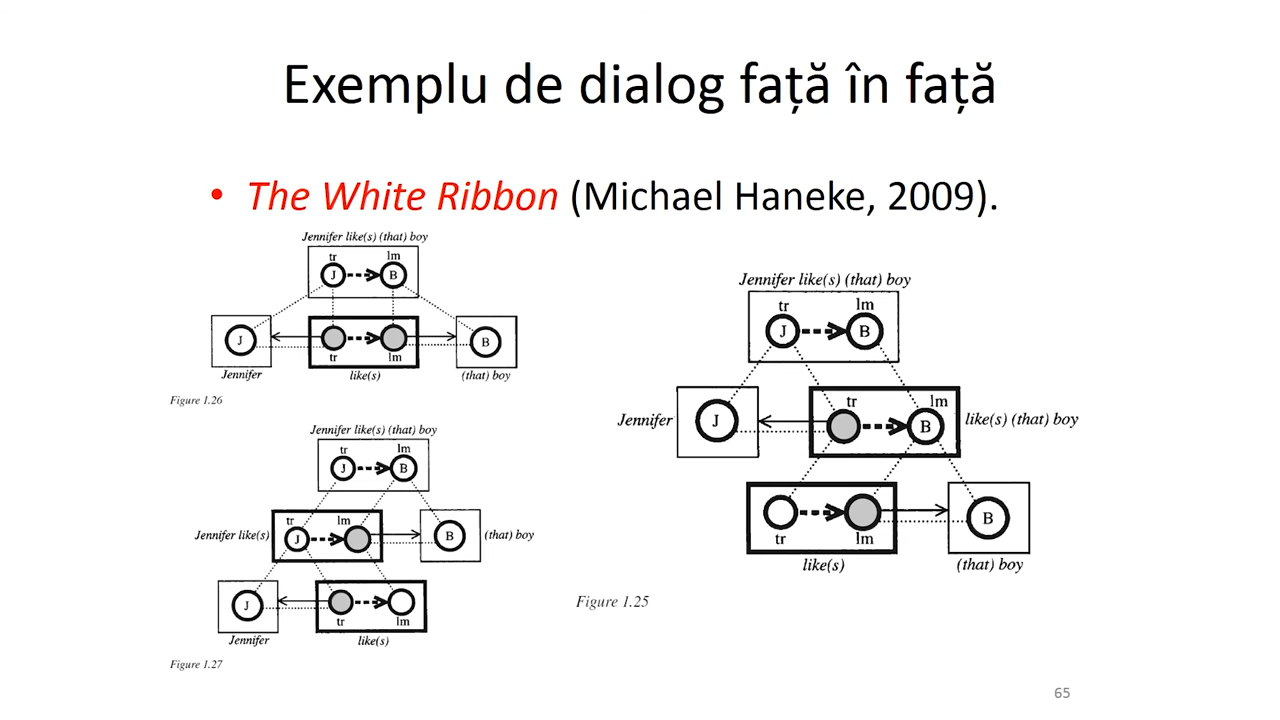 Exemplu de dialog față în față
• The White Ribbon (Michael Haneke, 2009).
Jennifer like(s) (that) boy
tr lm
J B
J B
tr lm
Jennifer like(s) (that) boy
Figure 1.26
Jennifer like(s) (that) boy
tr lm
J B
tr lm
Jennifer like(s) J B (that) boy
J
tr lm
Jennifer like(s)
Figure 1.27
Jennifer like(s) (that) boy
tr lm
J B
tr lm
Jennifer J B like(s) (that) boy
B
tr lm
like(s) (that) boy
Figure 1.25
65